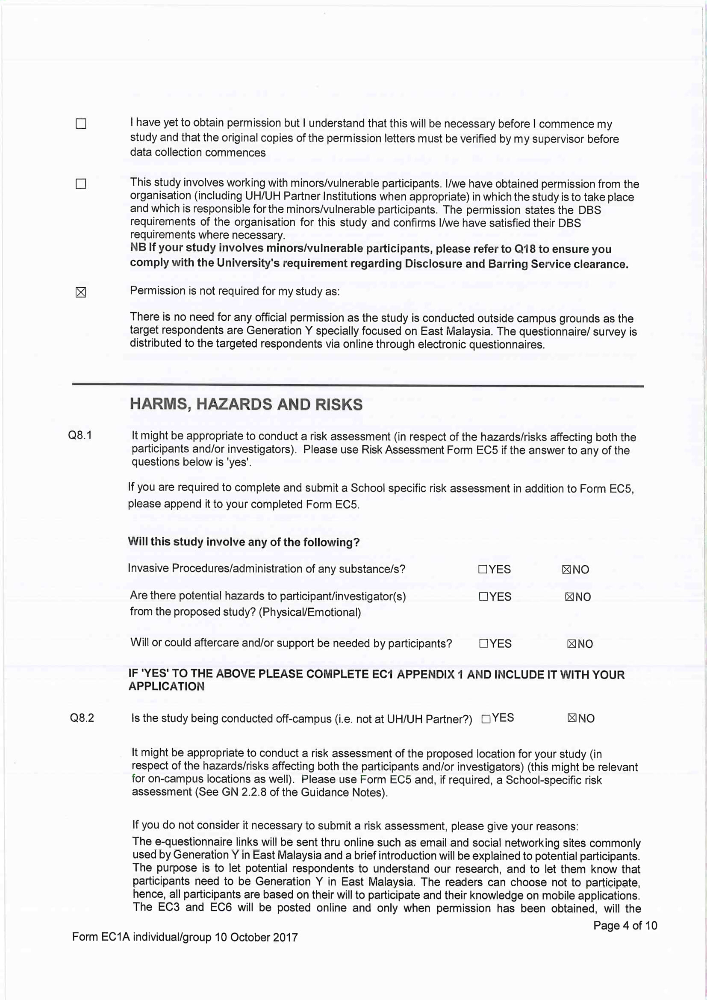 ☐ I have yet to obtain permission but I understand that this will be necessary before I commence my
study and that the original copies of the permission letters must be verified by my supervisor before
data collection commences
☐ This study involves working with minors/vulnerable participants. I/we have obtained permission from the
organisation (including UH/UH Partner Institutions when appropriate) in which the study is to take place
and which is responsible for the minors/vulnerable participants. The permission states the DBS
requirements of the organisation for this study and confirms I/we have satisfied their DBS
requirements where necessary.
NB If your study involves minors/vulnerable participants, please refer to Q18 to ensure you
comply with the University's requirement regarding Disclosure and Barring Service clearance.
☒ Permission is not required for my study as:
There is no need for any official permission as the study is conducted outside campus grounds as the
target respondents are Generation Y specially focused on East Malaysia. The questionnaire/ survey is
distributed to the targeted respondents via online through electronic questionnaires.
HARMS, HAZARDS AND RISKS
Q8.1 It might be appropriate to conduct a risk assessment (in respect of the hazards/risks affecting both the
participants and/or investigators). Please use Risk Assessment Form EC5 if the answer to any of the
questions below is 'yes'.
If you are required to complete and submit a School specific risk assessment in addition to Form EC5,
please append it to your completed Form EC5.
Will this study involve any of the following?
Invasive Procedures/administration of any substance/s? ☐YES ☒NO
Are there potential hazards to participant/investigator(s) ☐YES ☒NO
from the proposed study? (Physical/Emotional)
Will or could aftercare and/or support be needed by participants? ☐YES ☒NO
IF 'YES' TO THE ABOVE PLEASE COMPLETE EC1 APPENDIX 1 AND INCLUDE IT WITH YOUR
APPLICATION
Q8.2 Is the study being conducted off-campus (i.e. not at UH/UH Partner?) ☐YES ☒NO
It might be appropriate to conduct a risk assessment of the proposed location for your study (in
respect of the hazards/risks affecting both the participants and/or investigators) (this might be relevant
for on-campus locations as well). Please use Form EC5 and, if required, a School-specific risk
assessment (See GN 2.2.8 of the Guidance Notes).
If you do not consider it necessary to submit a risk assessment, please give your reasons:
The e-questionnaire links will be sent thru online such as email and social networking sites commonly
used by Generation Y in East Malaysia and a brief introduction will be explained to potential participants.
The purpose is to let potential respondents to understand our research, and to let them know that
participants need to be Generation Y in East Malaysia. The readers can choose not to participate,
hence, all participants are based on their will to participate and their knowledge on mobile applications.
The EC3 and EC6 will be posted online and only when permission has been obtained, will the
Page 4 of 10
Form EC1A individual/group 10 October 2017